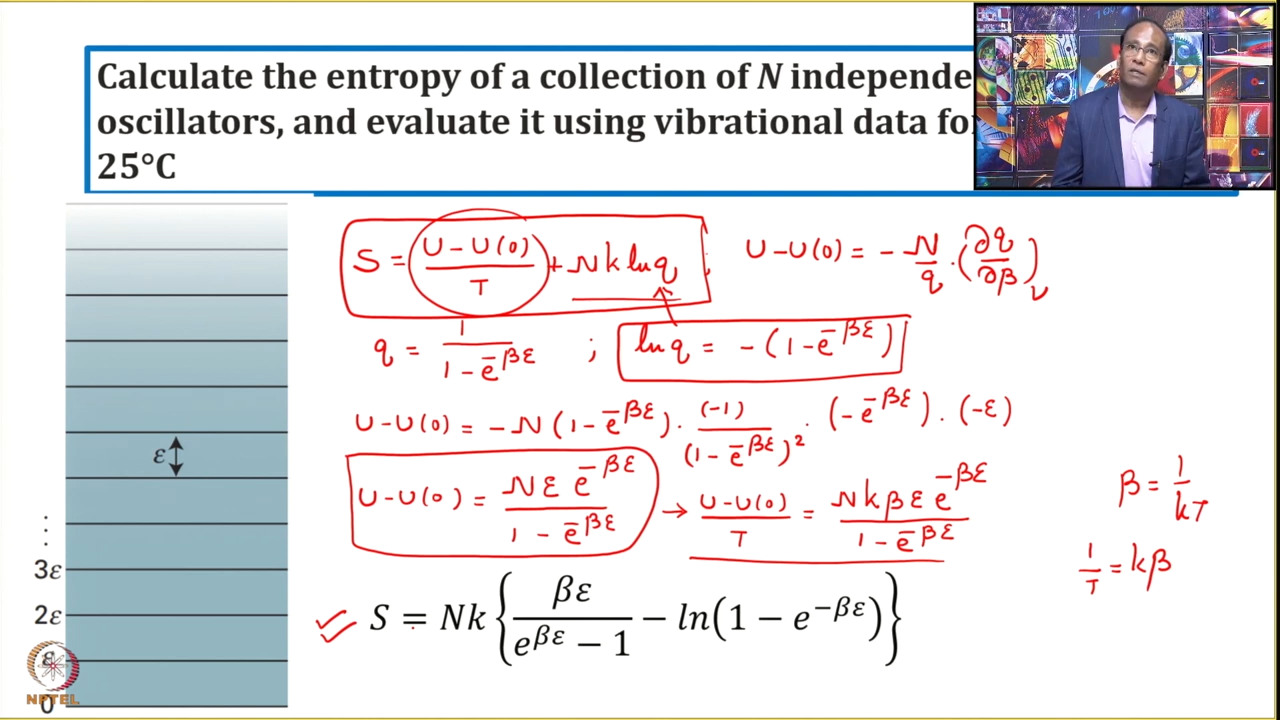 Calculate the entropy of a collection of N independe
oscillators, and evaluate it using vibrational data fo
25°C
S = (U - U(0))/T + Nk ln q ; U - U(0) = - N/q · (∂q/∂β)_V
q = 1/(1 - e^{-βε}) ; ln q = - (1 - e^{-βε})
U - U(0) = - N (1 - e^{-βε}) · (-1)/(1 - e^{-βε})² · (-e^{-βε}) · (-ε)
U - U(0) = N ε e^{-βε}/(1 - e^{-βε}) → (U - U(0))/T = N k β ε e^{-βε}/(1 - e^{-βε})
β = 1/kT
1/T = kβ
S = Nk { βε/(e^{βε} − 1) − ln(1 − e^{−βε}) }
ε
⋮
3ε
2ε
ε
0
NPTEL